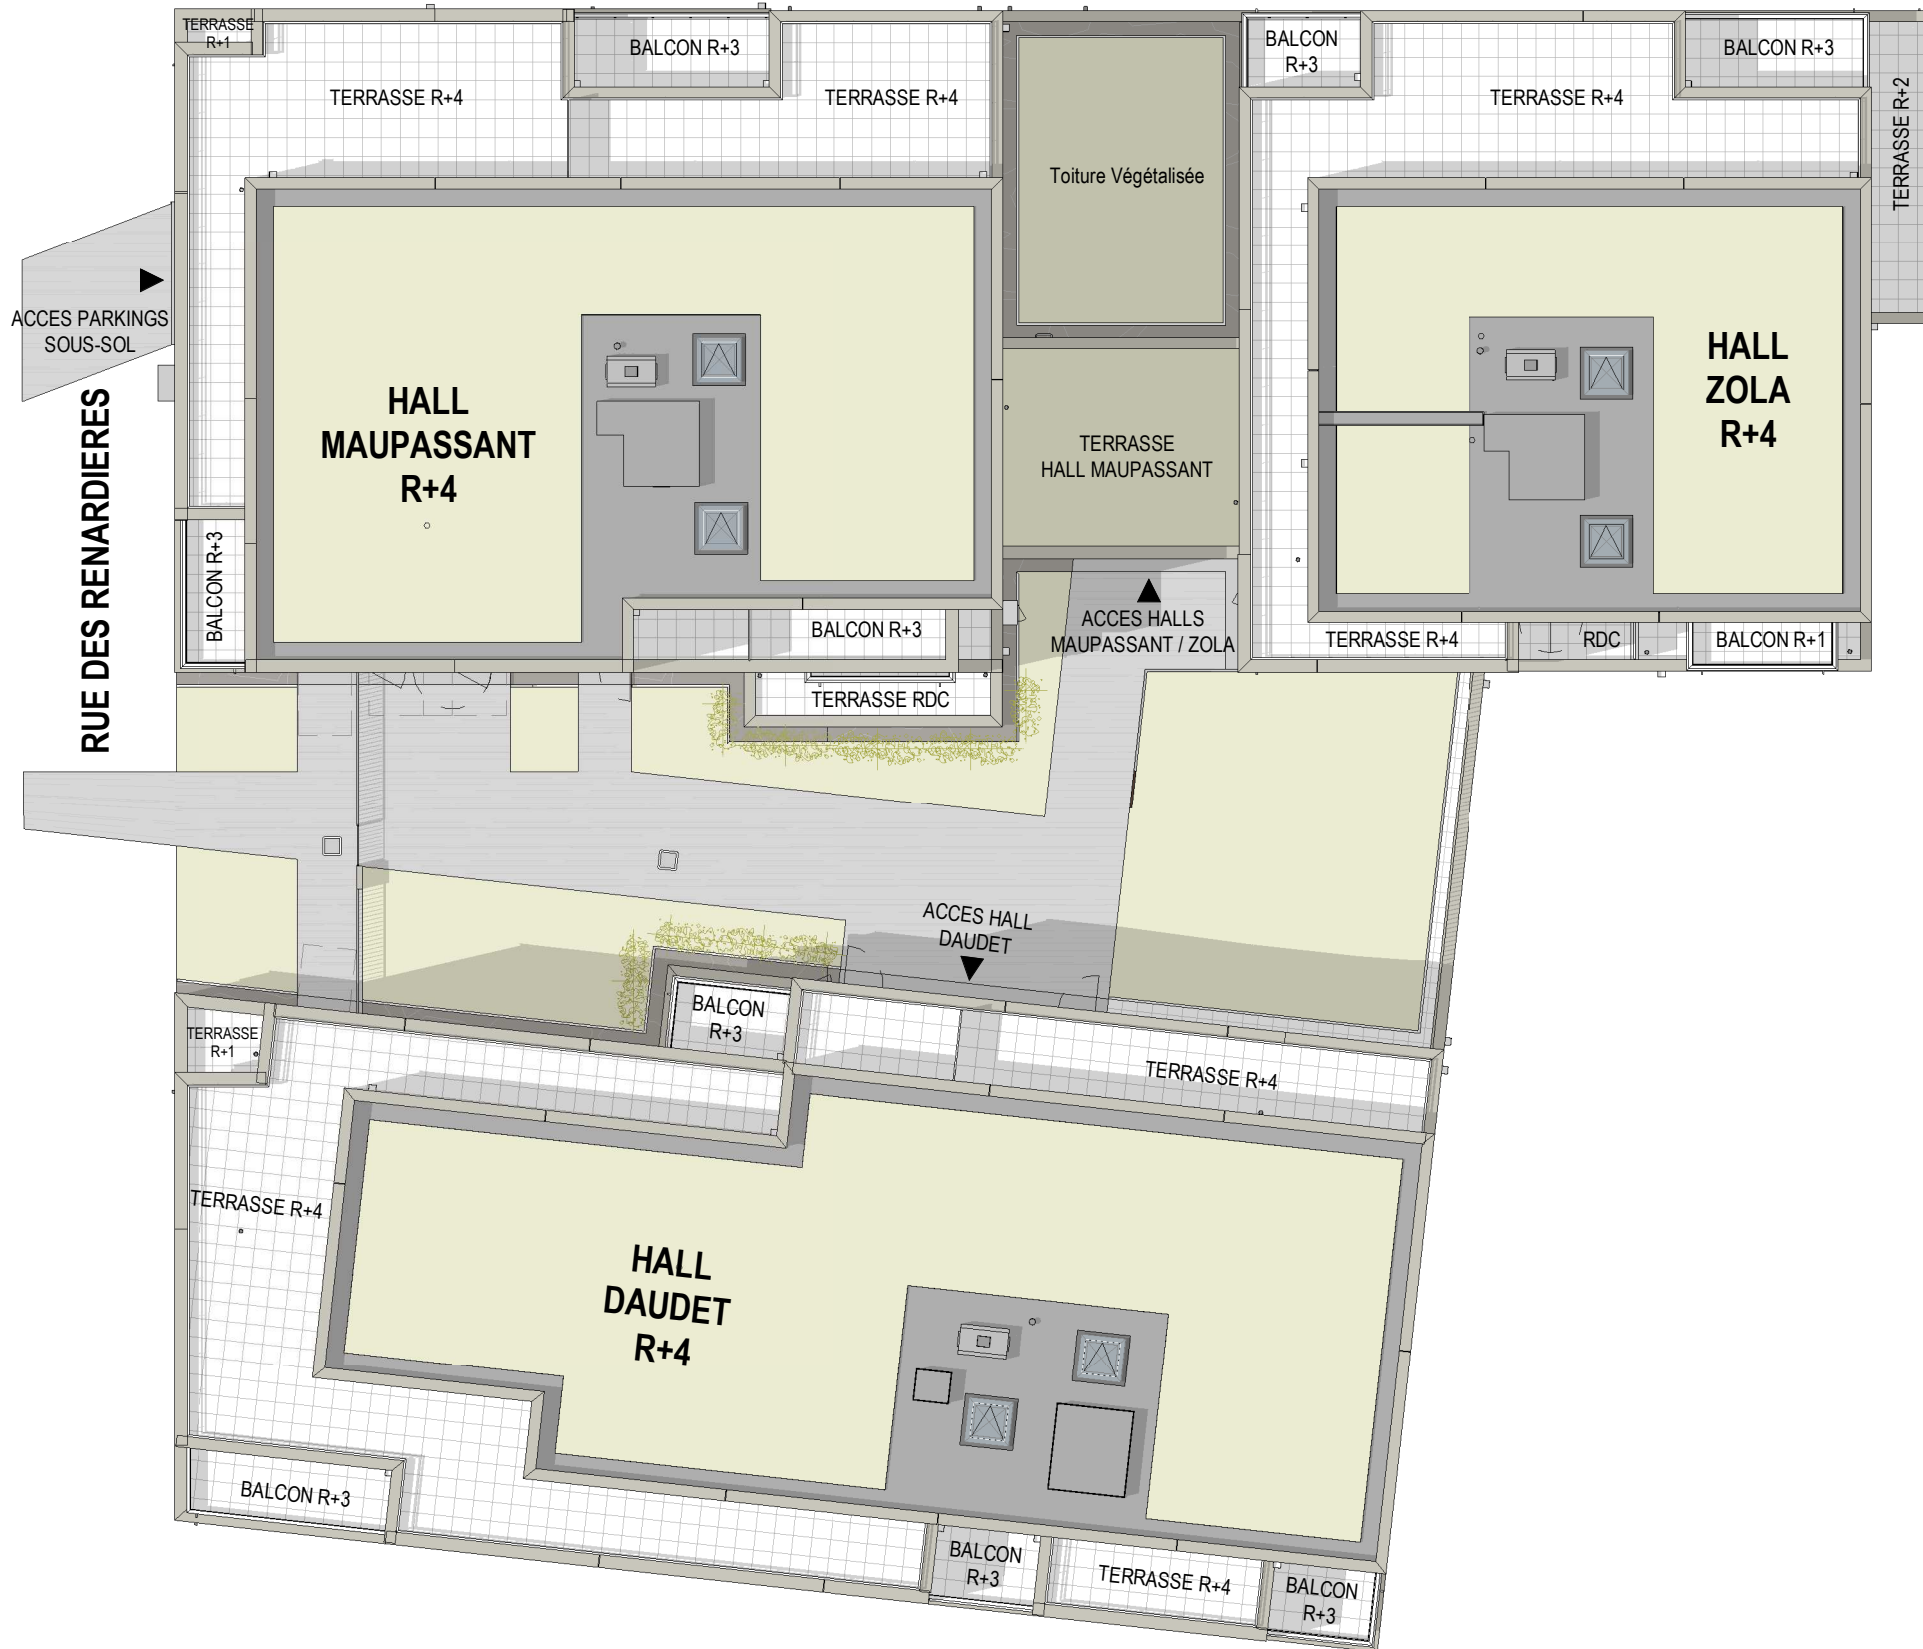 TERRASSE
R+1
BALCON R+3
TERRASSE R+4
TERRASSE R+4
BALCON
R+3
BALCON R+3
TERRASSE R+4
TERRASSE R+2
Toiture Végétalisée
ACCES PARKINGS
SOUS-SOL
RUE DES RENARDIERES
HALL
MAUPASSANT
R+4
HALL
ZOLA
R+4
TERRASSE
HALL MAUPASSANT
BALCON R+3
BALCON R+3
ACCES HALLS
MAUPASSANT / ZOLA
TERRASSE R+4
RDC
BALCON R+1
TERRASSE RDC
ACCES HALL
DAUDET
BALCON
R+3
TERRASSE
R+1
TERRASSE R+4
TERRASSE R+4
HALL
DAUDET
R+4
BALCON R+3
BALCON
R+3
TERRASSE R+4
BALCON
R+3